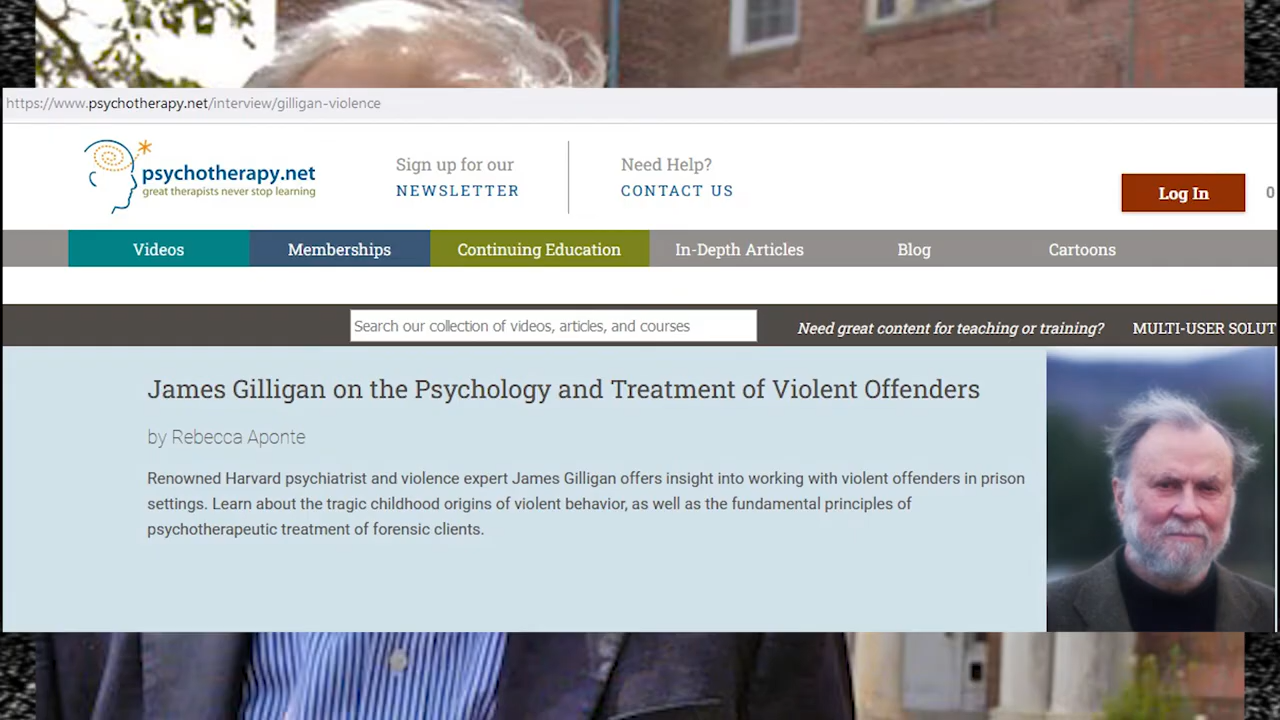 https://www.psychotherapy.net/interview/gilligan-violence
psychotherapy.net
great therapists never stop learning
Sign up for our
NEWSLETTER
Need Help?
CONTACT US
Log In
0
Videos
Memberships
Continuing Education
In-Depth Articles
Blog
Cartoons
Search our collection of videos, articles, and courses
Need great content for teaching or training?
MULTI-USER SOLUT
James Gilligan on the Psychology and Treatment of Violent Offenders
by Rebecca Aponte
Renowned Harvard psychiatrist and violence expert James Gilligan offers insight into working with violent offenders in prison
settings. Learn about the tragic childhood origins of violent behavior, as well as the fundamental principles of
psychotherapeutic treatment of forensic clients.